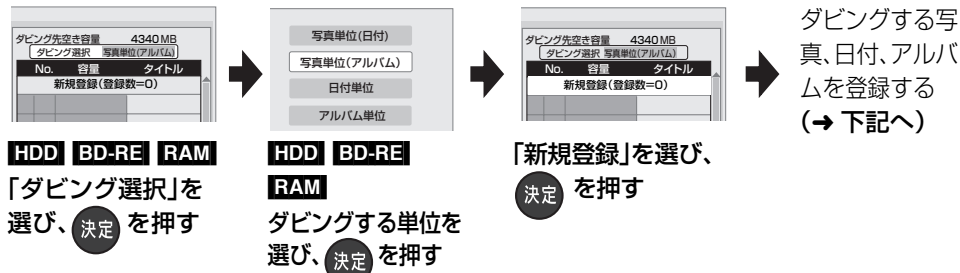 ダビング先空き容量 4340MB
ダビング選択 写真単位(アルバム)
No. 容量 タイトル
新規登録(登録数=0)
HDD BD-RE RAM
「ダビング選択」を
選び、決定 を押す
写真単位(日付)
写真単位(アルバム)
日付単位
アルバム単位
HDD BD-RE
RAM
ダビングする単位を
選び、決定 を押す
ダビング先空き容量 4340MB
ダビング選択 写真単位(アルバム)
No. 容量 タイトル
新規登録(登録数=0)
「新規登録」を選び、
決定 を押す
ダビングする写
真、日付、アルバ
ムを登録する
(➜ 下記へ)